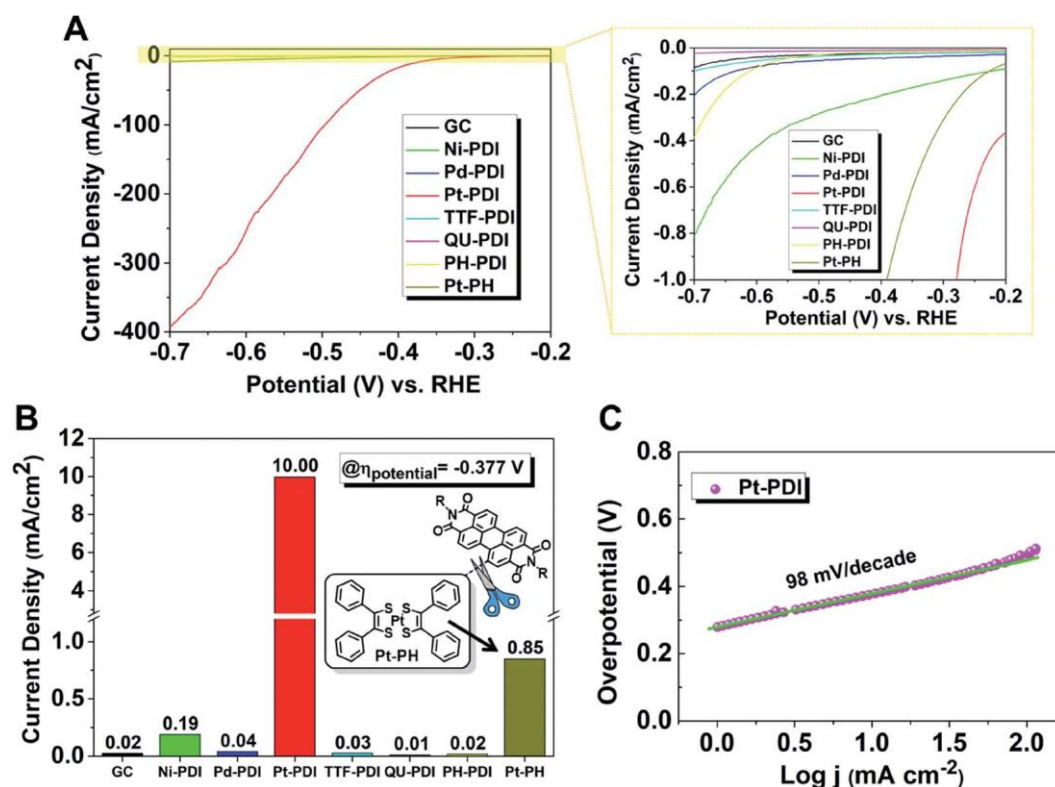 A
0
-100
-200
-300
-400
-0.7
-0.6
-0.5
-0.4
-0.3
-0.2
Current Density (mA/cm²)
Potential (V) vs. RHE
GC
Ni-PDI
Pd-PDI
Pt-PDI
TTF-PDI
QU-PDI
PH-PDI
Pt-PH
0.0
-0.2
-0.4
-0.6
-0.8
-1.0
-0.7
-0.6
-0.5
-0.4
-0.3
-0.2
Current Density (mA/cm²)
Potential (V) vs. RHE
GC
Ni-PDI
Pd-PDI
Pt-PDI
TTF-PDI
QU-PDI
PH-PDI
Pt-PH
B
12
10
8
6
4
1.0
0.5
0.0
Current Density (mA/cm²)
@ηpotential= -0.377 V
0.02
0.19
0.04
10.00
0.03
0.01
0.02
0.85
GC
Ni-PDI
Pd-PDI
Pt-PDI
TTF-PDI
QU-PDI
PH-PDI
Pt-PH
R
O
N
O
O
N
O
R
S
S
Pt
S
S
Pt-PH
C
0.8
0.6
0.4
0.2
0.0
0.0
0.5
1.0
1.5
2.0
Overpotential (V)
Log j (mA cm⁻²)
Pt-PDI
98 mV/decade